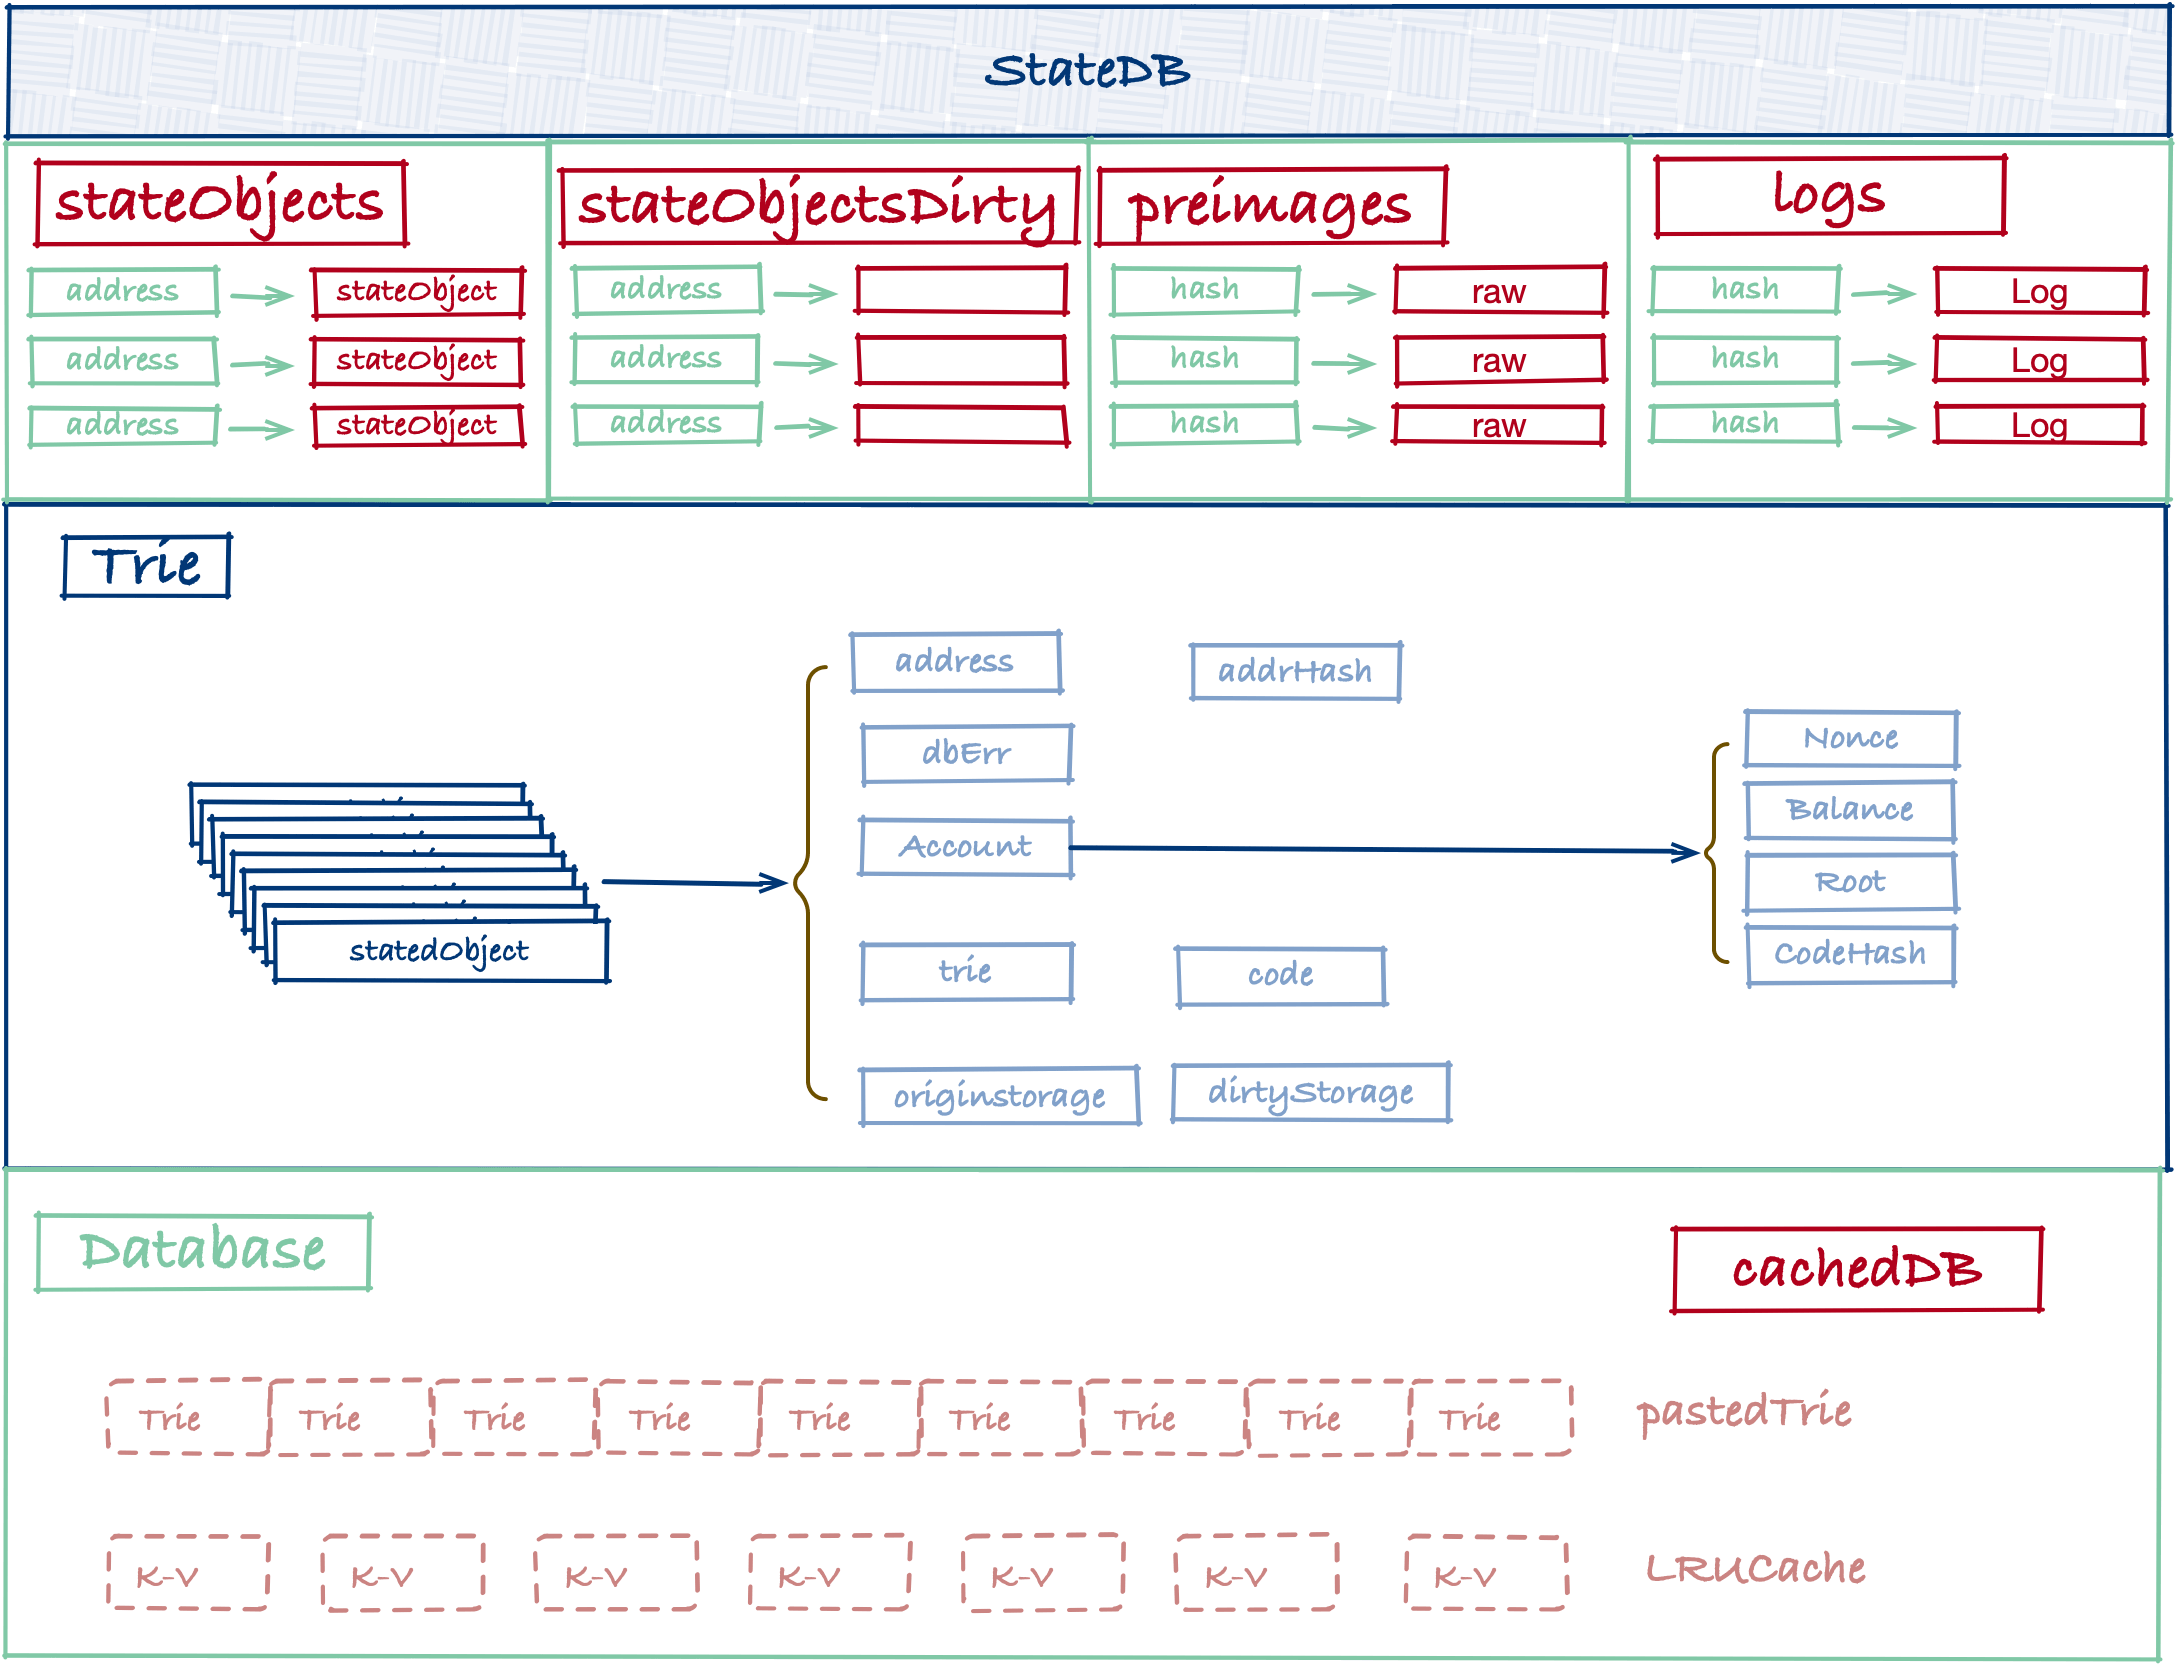 StateDB
stateObjects
address
stateObject
address
stateObject
address
stateObject
stateObjectsDirty
address
address
address
preimages
hash
raw
hash
raw
hash
raw
logs
hash
Log
hash
Log
hash
Log
Trie
statedObject
address
addrHash
dbErr
Account
trie
code
originstorage
dirtyStorage
Nonce
Balance
Root
CodeHash
Database
cachedDB
Trie Trie Trie Trie Trie Trie Trie Trie Trie
pastedTrie
K-V K-V K-V K-V K-V K-V K-V
LRUCache